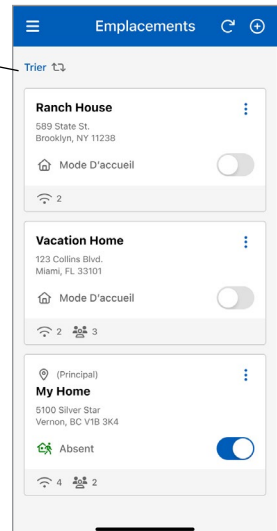 Emplacements
Trier
Ranch House
589 State St.
Brooklyn, NY 11238
Mode D'accueil
2
Vacation Home
123 Collins Blvd.
Miami, FL 33101
Mode D'accueil
2 3
(Principal)
My Home
5100 Silver Star
Vernon, BC V1B 3K4
Absent
4 2